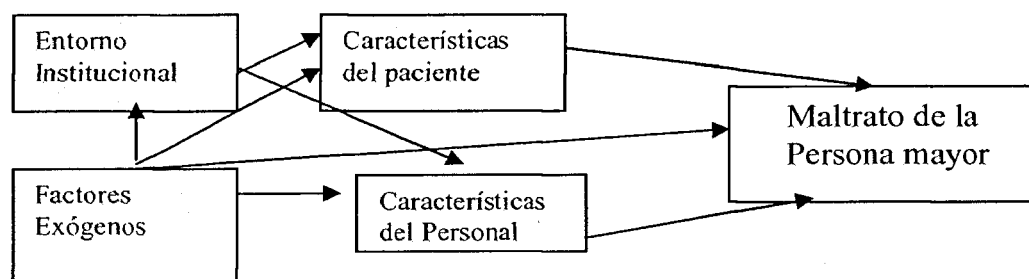 Entorno
Institucional
Características
del paciente
Maltrato de la
Persona mayor
Factores
Exógenos
Características
del Personal